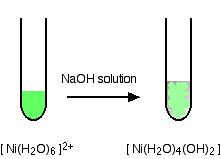 NaOH solution
[ Ni(H₂O)₆ ]²⁺
[ Ni(H₂O)₄(OH)₂ ]